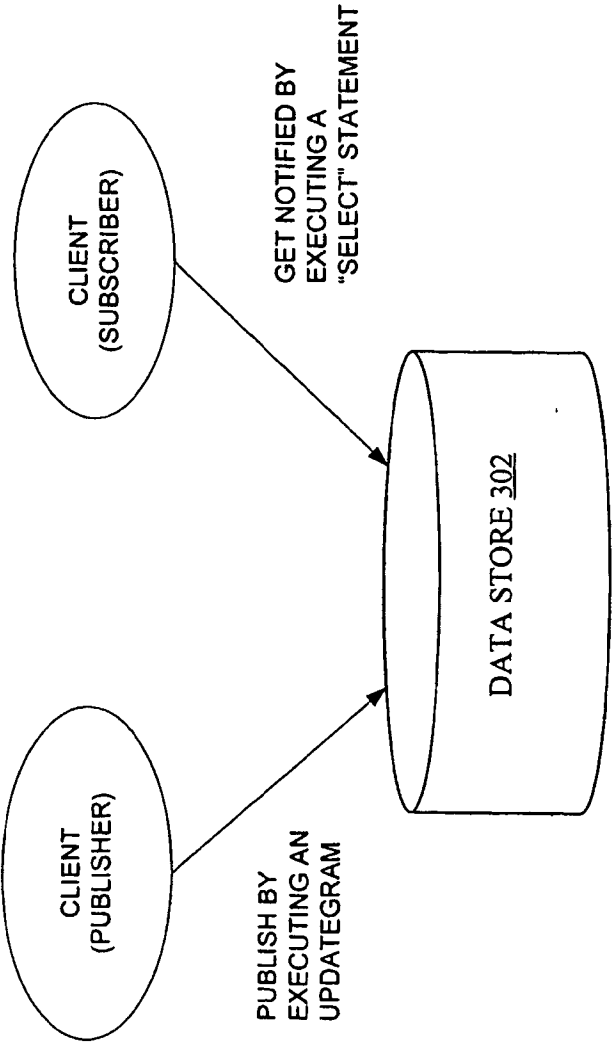 CLIENT
(PUBLISHER)
CLIENT
(SUBSCRIBER)
PUBLISH BY
EXECUTING AN
UPDATEGRAM
GET NOTIFIED BY
EXECUTING A
"SELECT" STATEMENT
DATA STORE 302